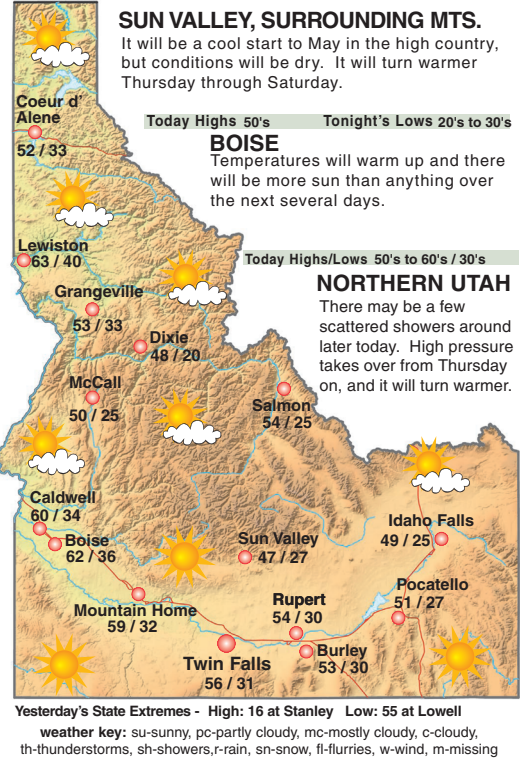 SUN VALLEY, SURROUNDING MTS.
It will be a cool start to May in the high country,
but conditions will be dry. It will turn warmer
Thursday through Saturday.
Today Highs 50's Tonight's Lows 20's to 30's
BOISE
Temperatures will warm up and there
will be more sun than anything over
the next several days.
Today Highs/Lows 50's to 60's / 30's
NORTHERN UTAH
There may be a few
scattered showers around
later today. High pressure
takes over from Thursday
on, and it will turn warmer.
Coeur d'
Alene
52 / 33
Lewiston
63 / 40
Grangeville
53 / 33
Dixie
48 / 20
McCall
50 / 25
Salmon
54 / 25
Caldwell
60 / 34
Boise
62 / 36
Sun Valley
47 / 27
Idaho Falls
49 / 25
Mountain Home
59 / 32
Rupert
54 / 30
Pocatello
51 / 27
Twin Falls
56 / 31
Burley
53 / 30
Yesterday's State Extremes - High: 16 at Stanley Low: 55 at Lowell
weather key: su-sunny, pc-partly cloudy, mc-mostly cloudy, c-cloudy,
th-thunderstorms, sh-showers,r-rain, sn-snow, fl-flurries, w-wind, m-missing